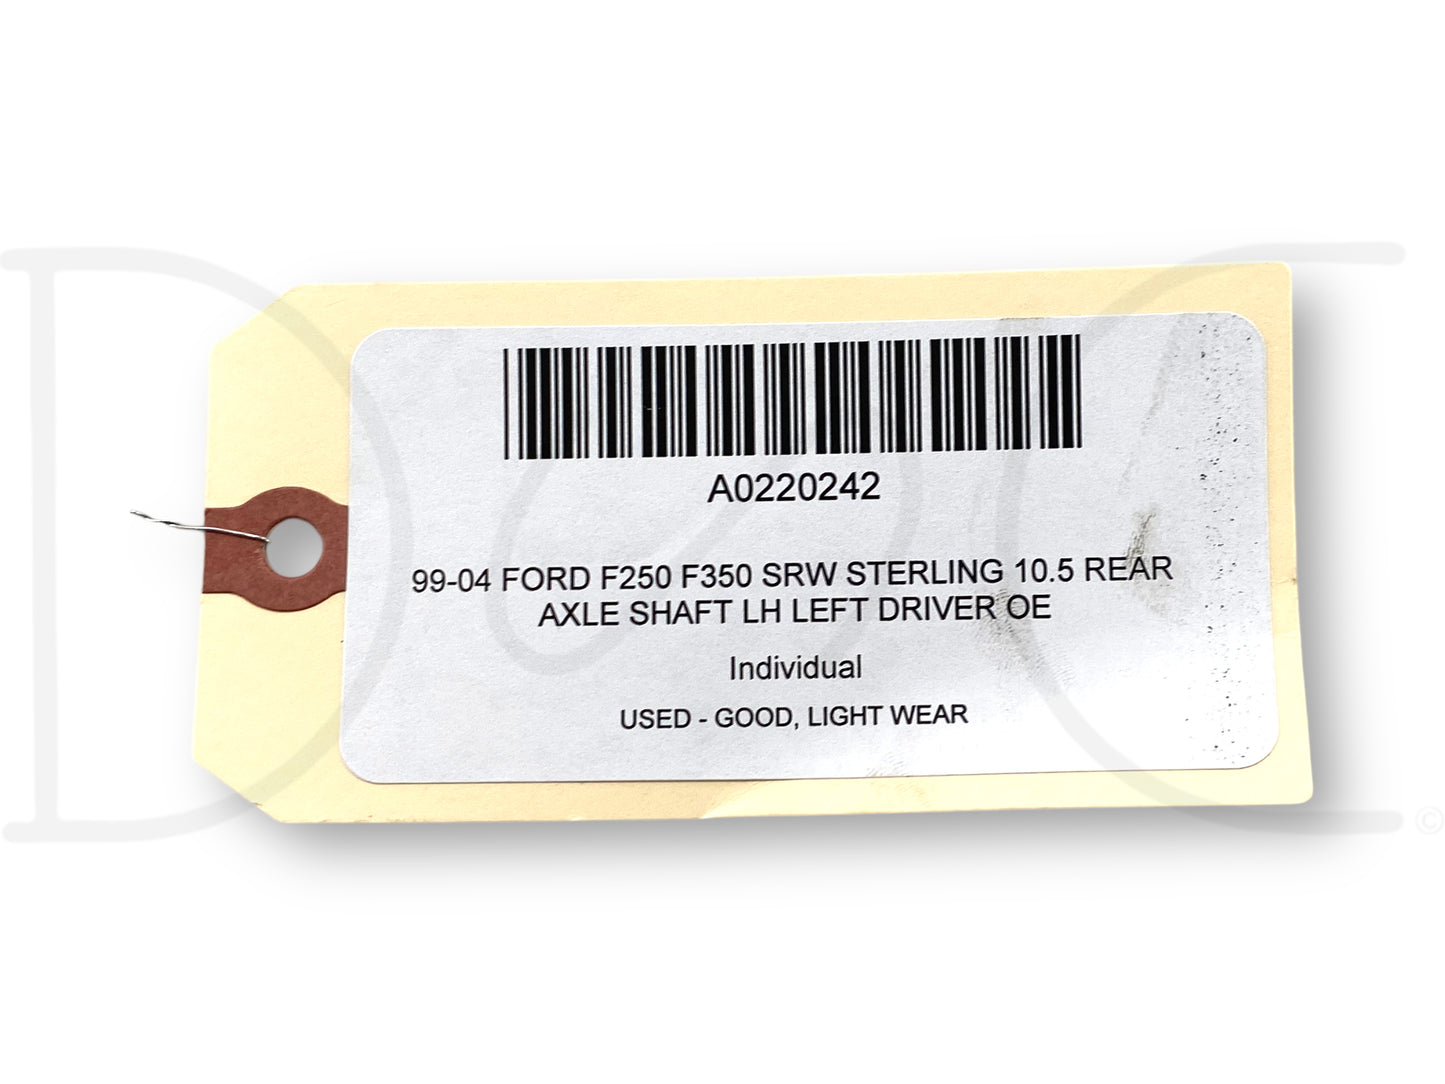 A0220242
99-04 FORD F250 F350 SRW STERLING 10.5 REAR
AXLE SHAFT LH LEFT DRIVER OE
Individual
USED - GOOD, LIGHT WEAR
DC
©